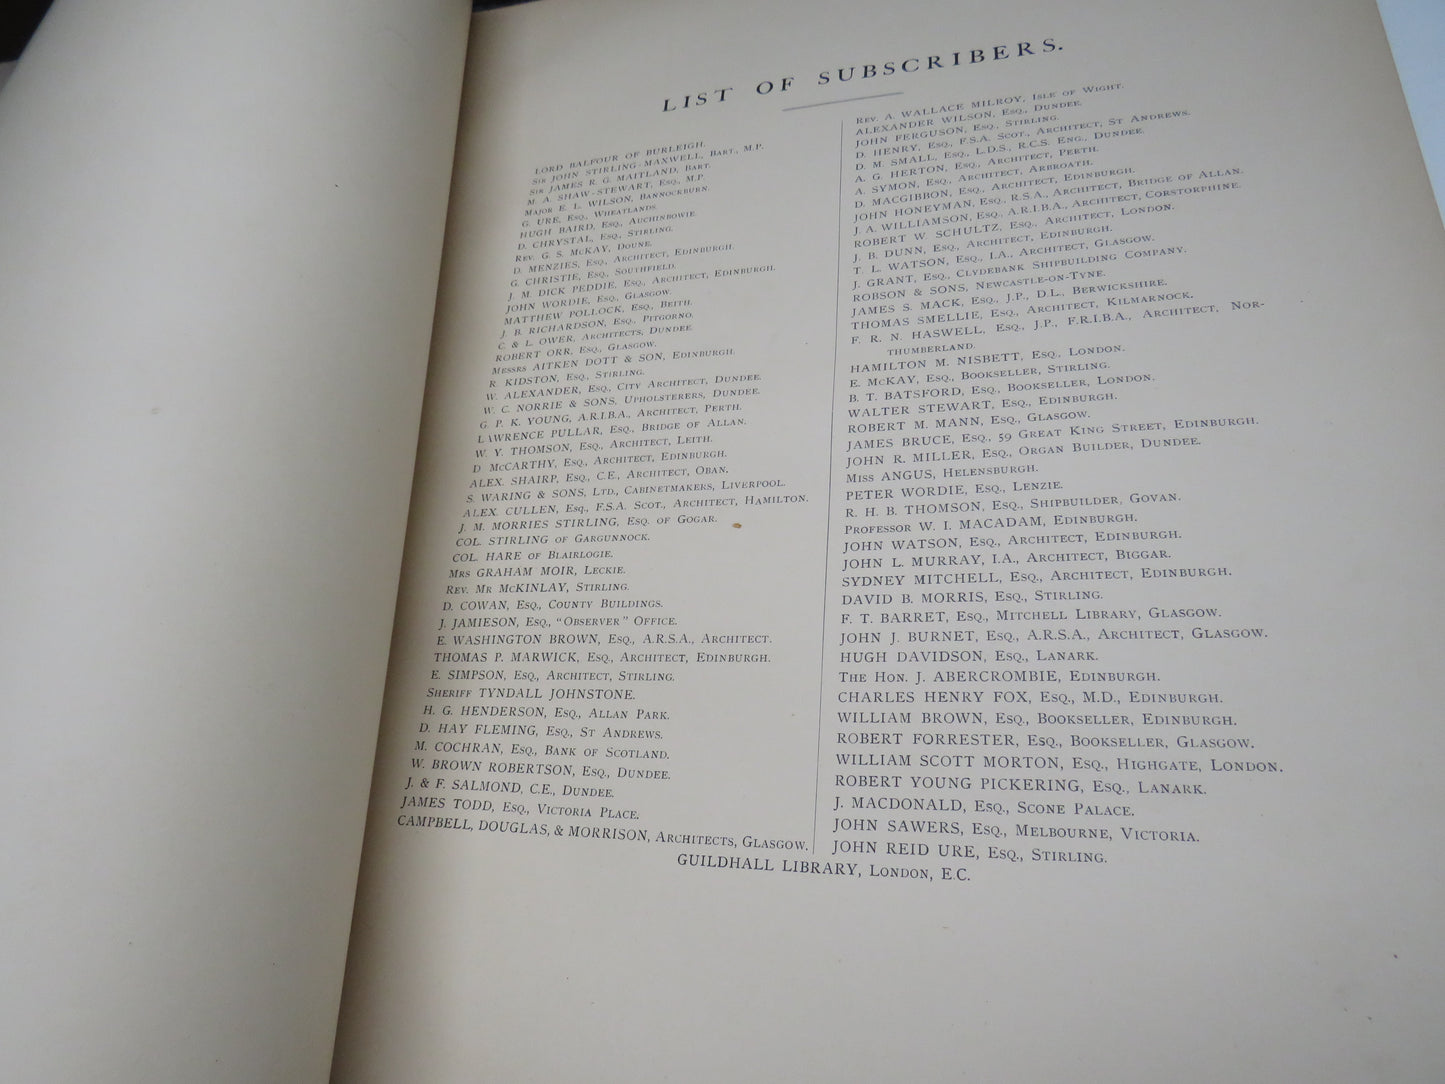 LIST OF SUBSCRIBERS.
LORD BALFOUR OF BURLEIGH.
Sir JOHN STIRLING-MAXWELL, Bart., M.P.
Sir JAMES R. G. MAITLAND, Bart.
M. A. SHAW-STEWART, Esq., M.P.
Major E. L. WILSON, Bannockburn.
G. URE, Esq., Wheatlands.
HUGH BAIRD, Esq., Auchinbowie.
D. CHRYSTAL, Esq., Stirling.
Rev. G. S. McKAY, Doune.
D. MENZIES, Esq., Architect, Edinburgh.
G. CHRISTIE, Esq., Southfield.
J. M. DICK PEDDIE, Esq., Architect, Edinburgh.
JOHN WORDIE, Esq., Glasgow.
MATTHEW POLLOCK, Esq., Beith.
J. B. RICHARDSON, Esq., Pitgorno.
C. & L. OWER, Architects, Dundee.
ROBERT ORR, Esq., Glasgow.
Messrs AITKEN DOTT & SON, Edinburgh.
R. KIDSTON, Esq., Stirling.
W. ALEXANDER, Esq., City Architect, Dundee.
W. C. NORRIE & SONS, Upholsterers, Dundee.
G. P. K. YOUNG, A.R.I.B.A., Architect, Perth.
LAWRENCE PULLAR, Esq., Bridge of Allan.
W. Y. THOMSON, Esq., Architect, Leith.
D McCARTHY, Esq., Architect, Edinburgh.
ALEX. SHAIRP, Esq., C.E., Architect, Oban.
S. WARING & SONS, Ltd., Cabinetmakers, Liverpool.
ALEX. CULLEN, Esq., F.S.A. Scot., Architect, Hamilton.
J. M. MORRIES STIRLING, Esq. of Gogar.
COL. STIRLING of Gargunnock.
COL. HARE of Blairlogie.
Mrs GRAHAM MOIR, Leckie.
Rev. Mr McKINLAY, Stirling.
D. COWAN, Esq., County Buildings.
J. JAMIESON, Esq., "Observer" Office.
E. WASHINGTON BROWN, Esq., A.R.S.A., Architect.
THOMAS P. MARWICK, Esq., Architect, Edinburgh.
E. SIMPSON, Esq., Architect, Stirling.
Sheriff TYNDALL JOHNSTONE.
H. G. HENDERSON, Esq., Allan Park.
D. HAY FLEMING, Esq., St Andrews.
M. COCHRAN, Esq., Bank of Scotland.
W. BROWN ROBERTSON, Esq., Dundee.
J. & F. SALMOND, C.E., Dundee.
JAMES TODD, Esq., Victoria Place.
CAMPBELL, DOUGLAS, & MORRISON, Architects, Glasgow.
Rev. A. WALLACE MILROY, Isle of Wight.
ALEXANDER WILSON, Esq., Dundee.
JOHN FERGUSON, Esq., Stirling.
D. HENRY, Esq., F.S.A. Scot., Architect, St Andrews.
D. M. SMALL, Esq., L.D.S., R.C.S. Eng., Dundee.
A. G. HERTON, Esq., Architect, Perth.
A. SYMON, Esq., Architect, Arbroath.
D. MACGIBBON, Esq., Architect, Edinburgh.
JOHN HONEYMAN, Esq., R.S.A., Architect, Bridge of Allan.
J. A. WILLIAMSON, Esq., A.R.I.B.A., Architect, Corstorphine.
ROBERT W. SCHULTZ, Esq., Architect, London.
J. B. DUNN, Esq., Architect, Edinburgh.
T. L. WATSON, Esq., I.A., Architect, Glasgow.
J. GRANT, Esq., Clydebank Shipbuilding Company.
ROBSON & SONS, Newcastle-on-Tyne.
JAMES S. MACK, Esq., J.P., D.L., Berwickshire.
THOMAS SMELLIE, Esq., Architect, Kilmarnock.
F. R. N. HASWELL, Esq., J.P., F.R.I.B.A., Architect, Nor-
thumberland.
HAMILTON M. NISBETT, Esq., London.
E. McKAY, Esq., Bookseller, Stirling.
B. T. BATSFORD, Esq., Bookseller, London.
WALTER STEWART, Esq., Edinburgh.
ROBERT M. MANN, Esq., Glasgow.
JAMES BRUCE, Esq., 59 Great King Street, Edinburgh.
JOHN R. MILLER, Esq., Organ Builder, Dundee.
Miss ANGUS, Helensburgh.
PETER WORDIE, Esq., Lenzie.
R. H. B. THOMSON, Esq., Shipbuilder, Govan.
Professor W. I. MACADAM, Edinburgh.
JOHN WATSON, Esq., Architect, Edinburgh.
JOHN L. MURRAY, I.A., Architect, Biggar.
SYDNEY MITCHELL, Esq., Architect, Edinburgh.
DAVID B. MORRIS, Esq., Stirling.
F. T. BARRET, Esq., Mitchell Library, Glasgow.
JOHN J. BURNET, Esq., A.R.S.A., Architect, Glasgow.
HUGH DAVIDSON, Esq., Lanark.
The Hon. J. ABERCROMBIE, Edinburgh.
CHARLES HENRY FOX, Esq., M.D., Edinburgh.
WILLIAM BROWN, Esq., Bookseller, Edinburgh.
ROBERT FORRESTER, Esq., Bookseller, Glasgow.
WILLIAM SCOTT MORTON, Esq., Highgate, London.
ROBERT YOUNG PICKERING, Esq., Lanark.
J. MACDONALD, Esq., Scone Palace.
JOHN SAWERS, Esq., Melbourne, Victoria.
JOHN REID URE, Esq., Stirling.
GUILDHALL LIBRARY, London, E.C.